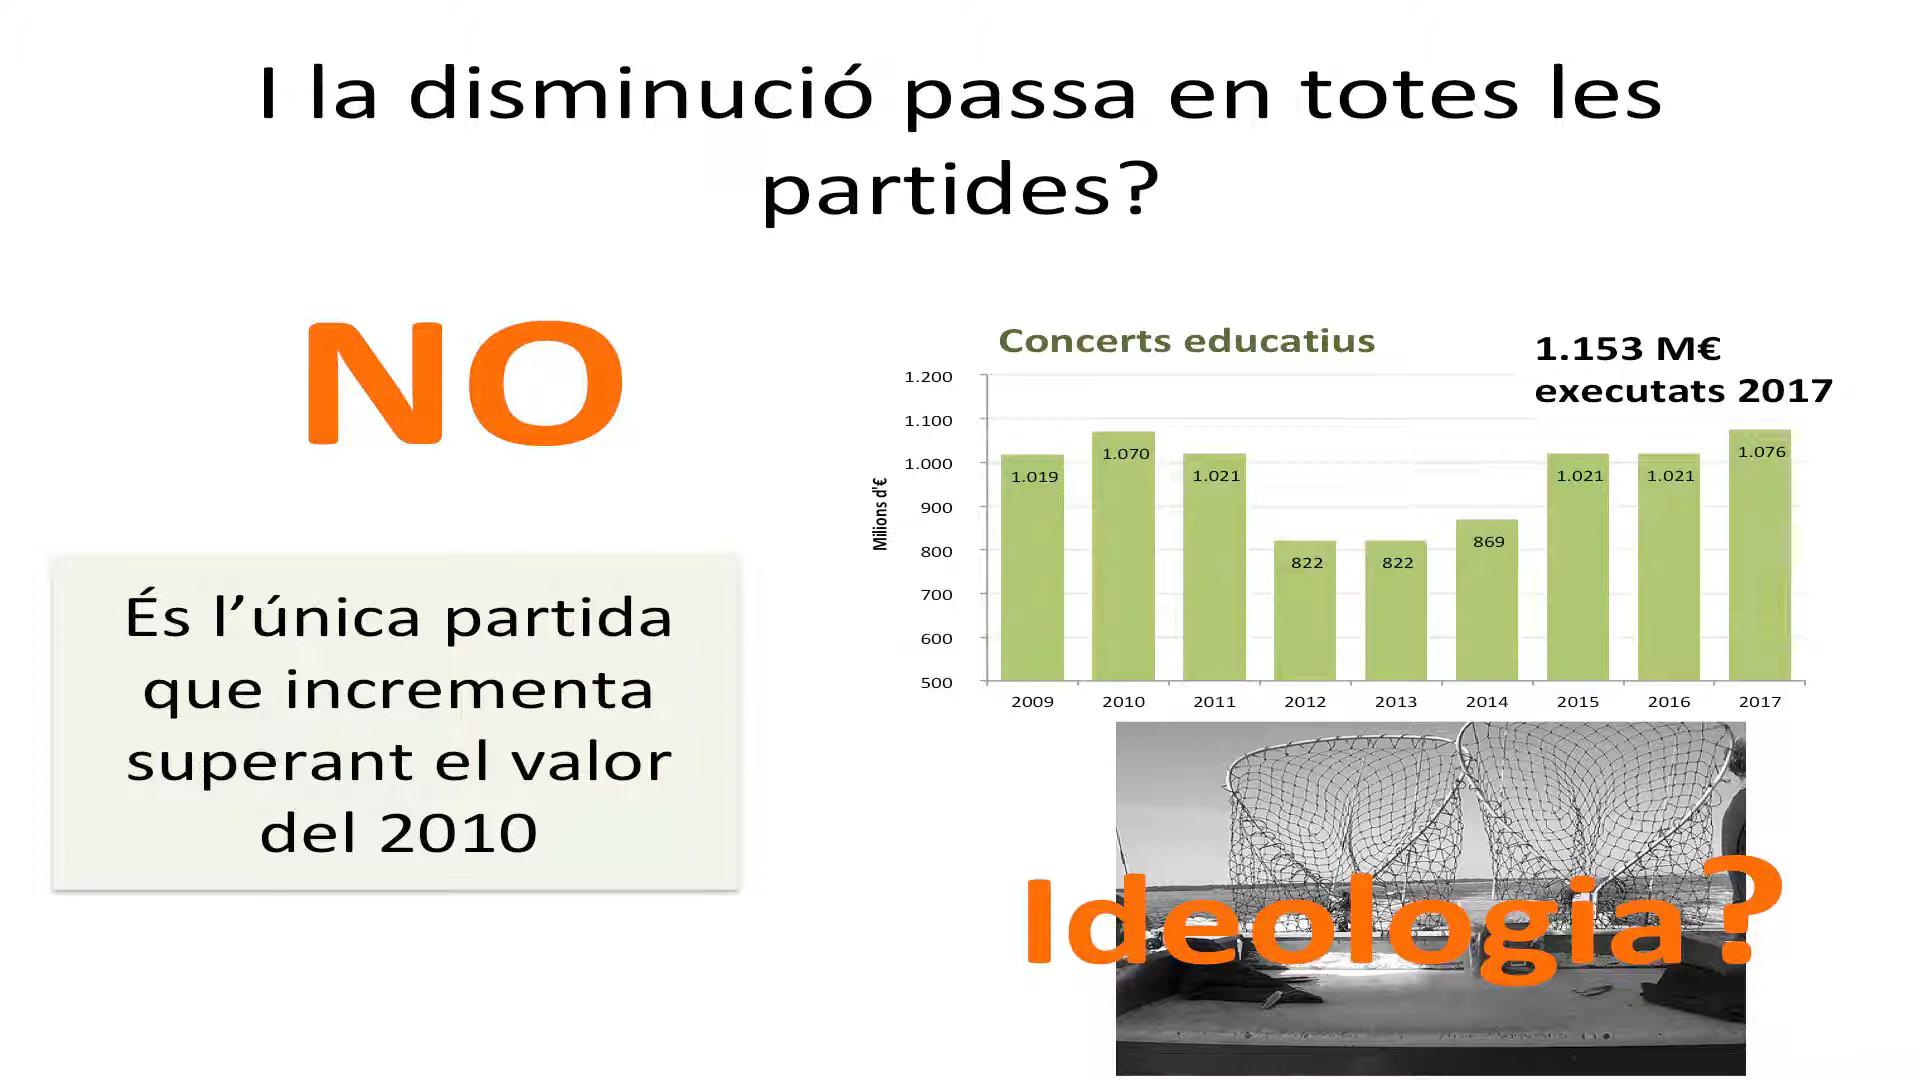 I la disminució passa en totes les
partides?
NO
És l’única partida
que incrementa
superant el valor
del 2010
Concerts educatius
1.153 M€
executats 2017
Milions d'€
1.200
1.100
1.000
900
800
700
600
500
1.019
1.070
1.021
822
822
869
1.021
1.021
1.076
2009 2010 2011 2012 2013 2014 2015 2016 2017
Ideologia?